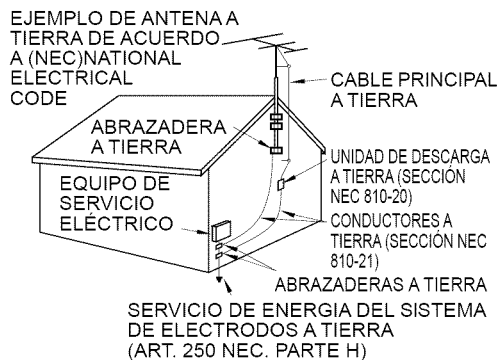 EJEMPLO DE ANTENA A
TIERRA DE ACUERDO
A (NEC)NATIONAL
ELECTRICAL
CODE
CABLE PRINCIPAL
A TIERRA
ABRAZADERA
A TIERRA
UNIDAD DE DESCARGA
A TIERRA (SECCIÓN
NEC 810-20)
EQUIPO DE
SERVICIO
ELÉCTRICO
CONDUCTORES A
TIERRA (SECCIÓN NEC
810-21)
ABRAZADERAS A TIERRA
SERVICIO DE ENERGIA DEL SISTEMA
DE ELECTRODOS A TIERRA
(ART. 250 NEC. PARTE H)